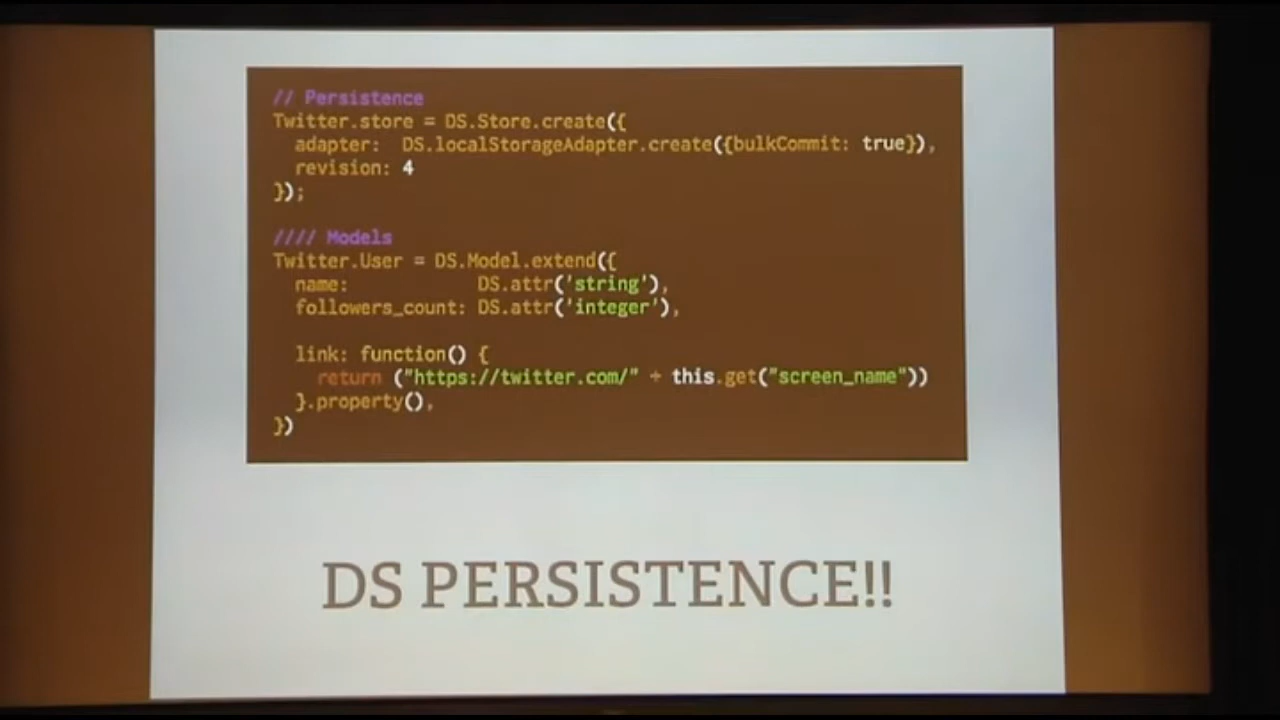 // Persistence
Twitter.store = DS.Store.create({
  adapter:  DS.localStorageAdapter.create({bulkCommit: true}),
  revision: 4
});

//// Models
Twitter.User = DS.Model.extend({
  name:            DS.attr('string'),
  followers_count: DS.attr('integer'),

  link: function() {
    return ("https://twitter.com/" + this.get("screen_name"))
  }.property(),
})
DS PERSISTENCE!!